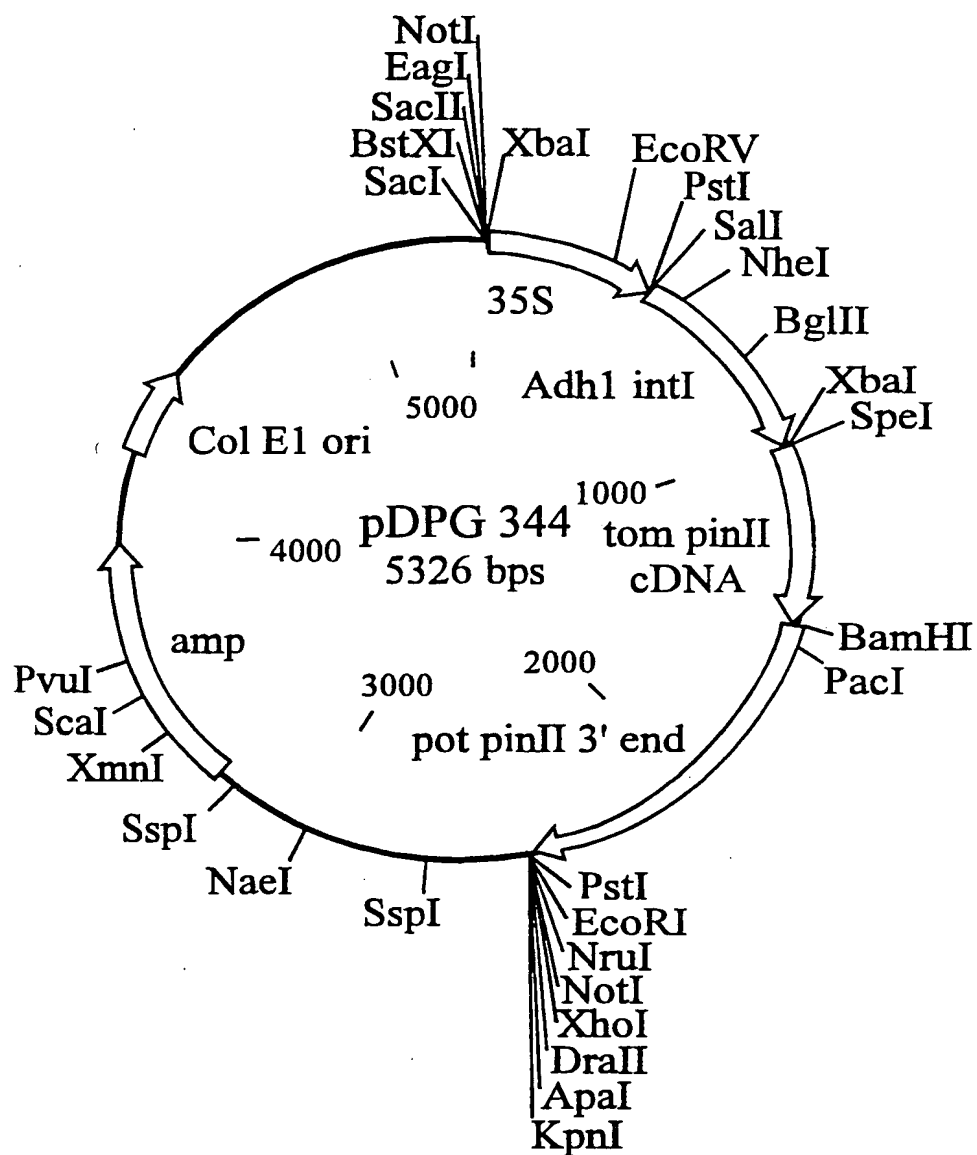 NotI
EagI
SacII
BstXI
SacI
XbaI
EcoRV
PstI
SalI
NheI
BglII
XbaI
SpeI
35S
Adh1 intI
5000
Col E1 ori
1000
4000
pDPG 344
5326 bps
tom pinII
cDNA
amp
BamHI
PacI
2000
3000
pot pinII 3' end
PvuI
ScaI
XmnI
SspI
NaeI
SspI
PstI
EcoRI
NruI
NotI
XhoI
DraII
ApaI
KpnI